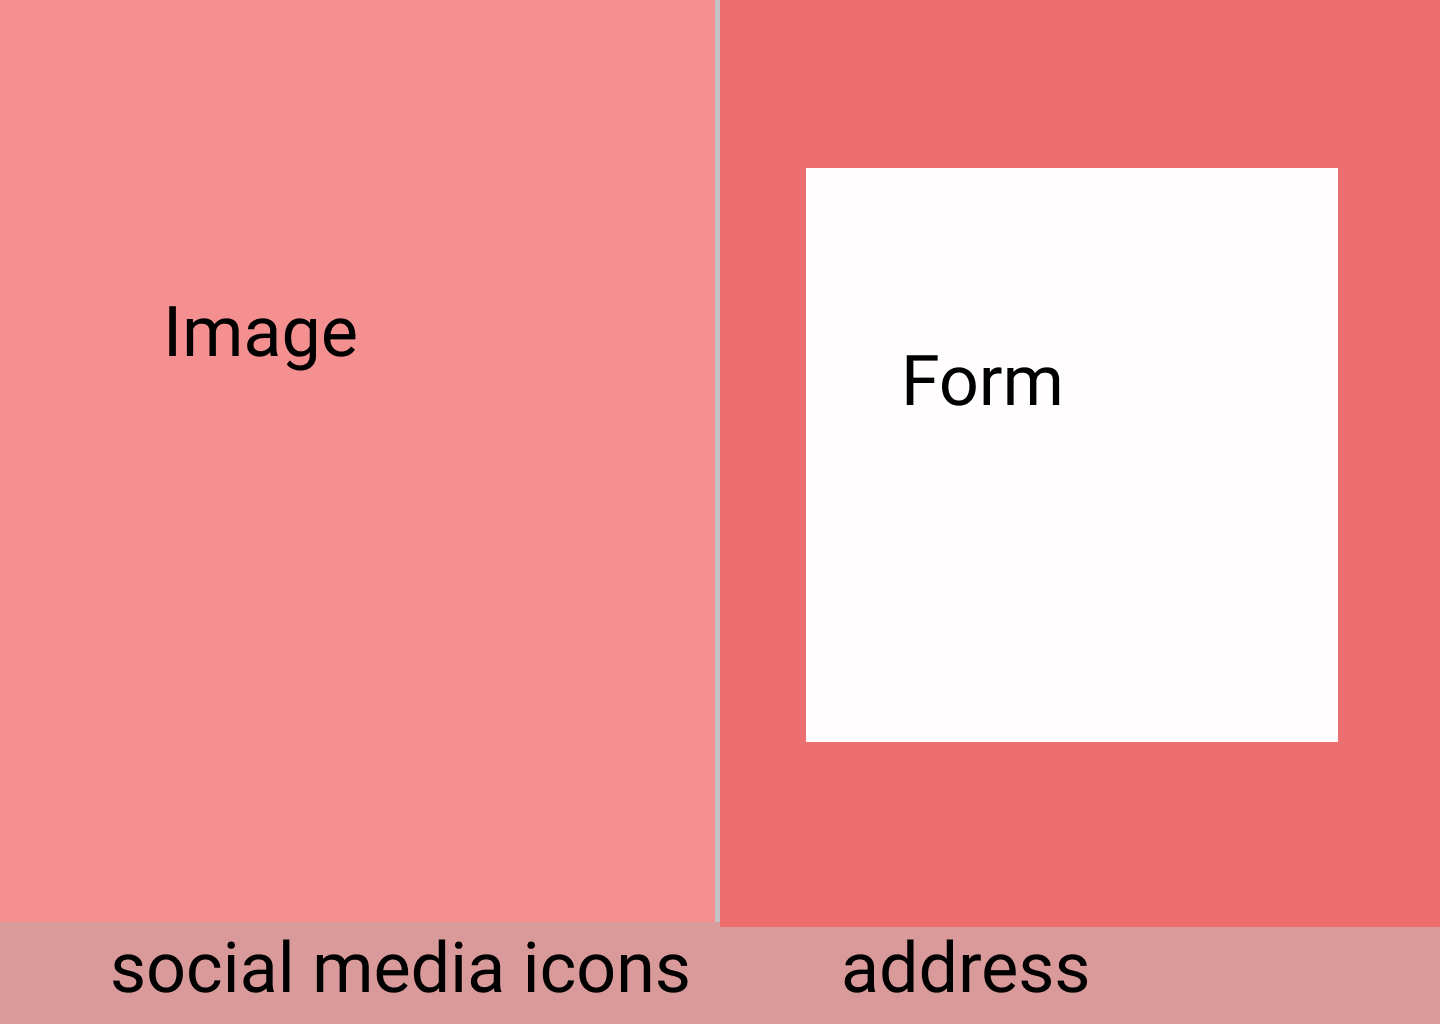 Image
Form
social media icons
address